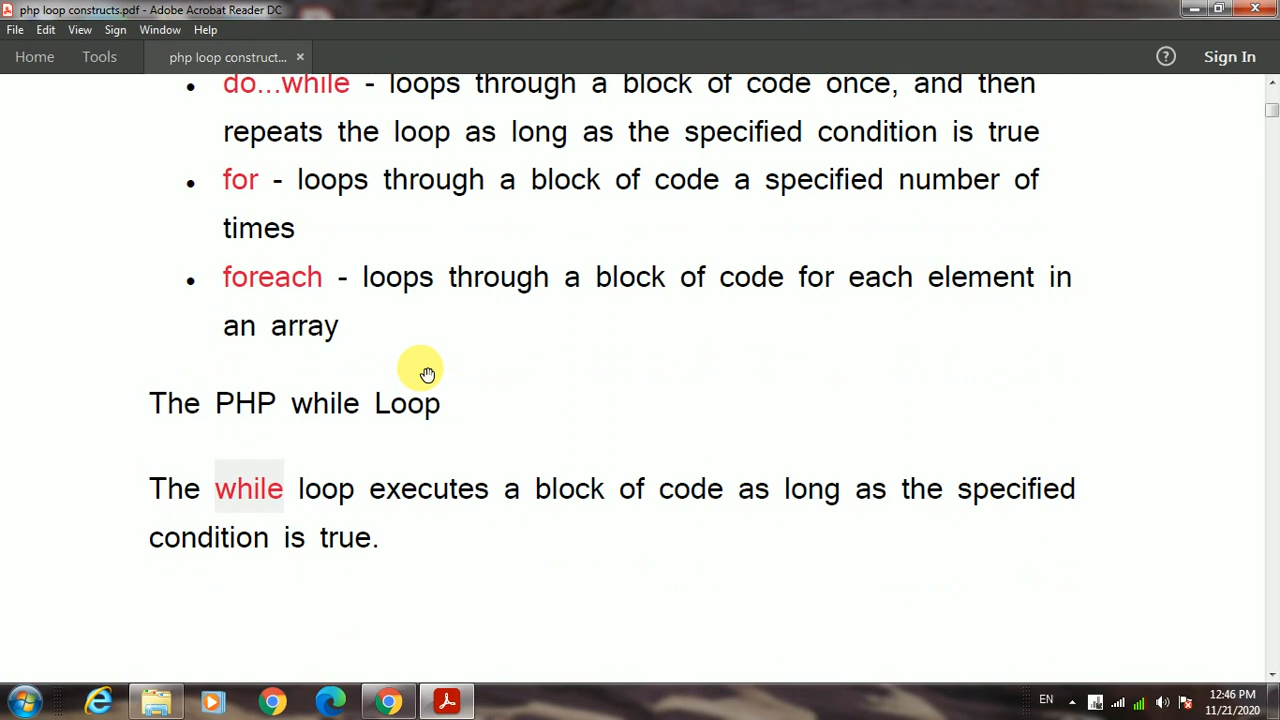 php loop constructs.pdf - Adobe Acrobat Reader DC
File Edit View Sign Window Help
Home Tools php loop construct... × ? Sign In
• do...while - loops through a block of code once, and then
repeats the loop as long as the specified condition is true
• for - loops through a block of code a specified number of
times
• foreach - loops through a block of code for each element in
an array
The PHP while Loop
The while loop executes a block of code as long as the specified
condition is true.
EN 12:46 PM
11/21/2020